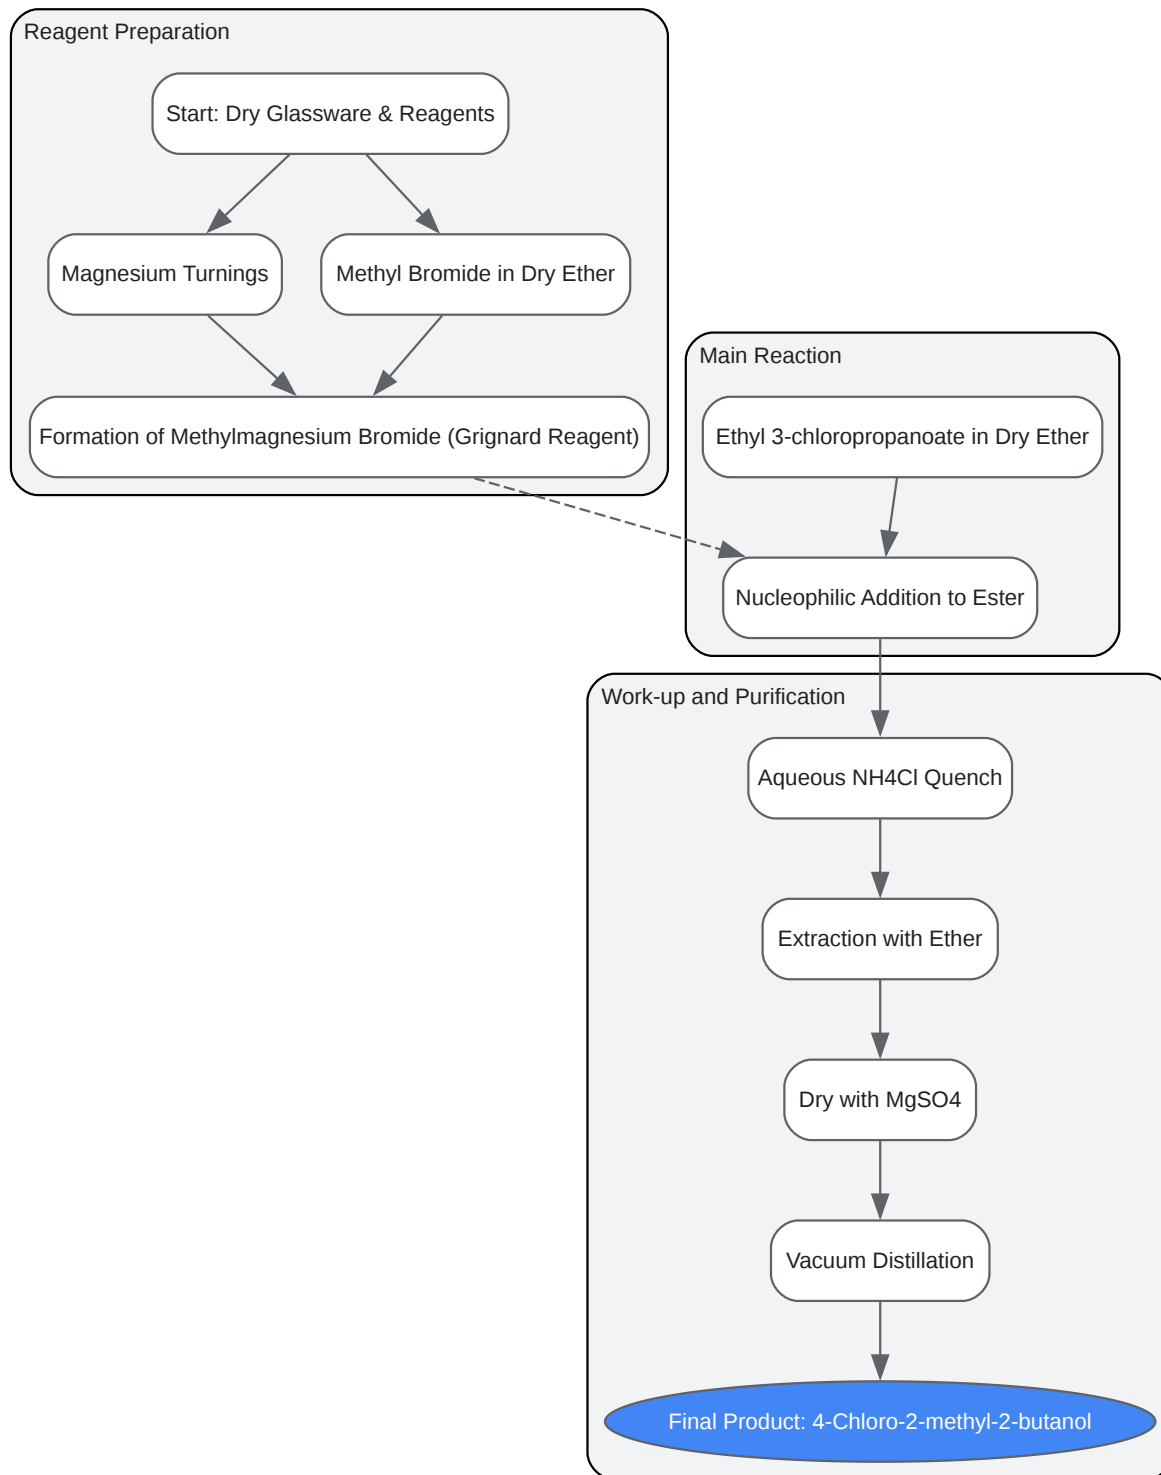 Reagent Preparation
Start: Dry Glassware & Reagents
Magnesium Turnings
Methyl Bromide in Dry Ether
Formation of Methylmagnesium Bromide (Grignard Reagent)
Main Reaction
Ethyl 3-chloropropanoate in Dry Ether
Nucleophilic Addition to Ester
Work-up and Purification
Aqueous NH4Cl Quench
Extraction with Ether
Dry with MgSO4
Vacuum Distillation
Final Product: 4-Chloro-2-methyl-2-butanol